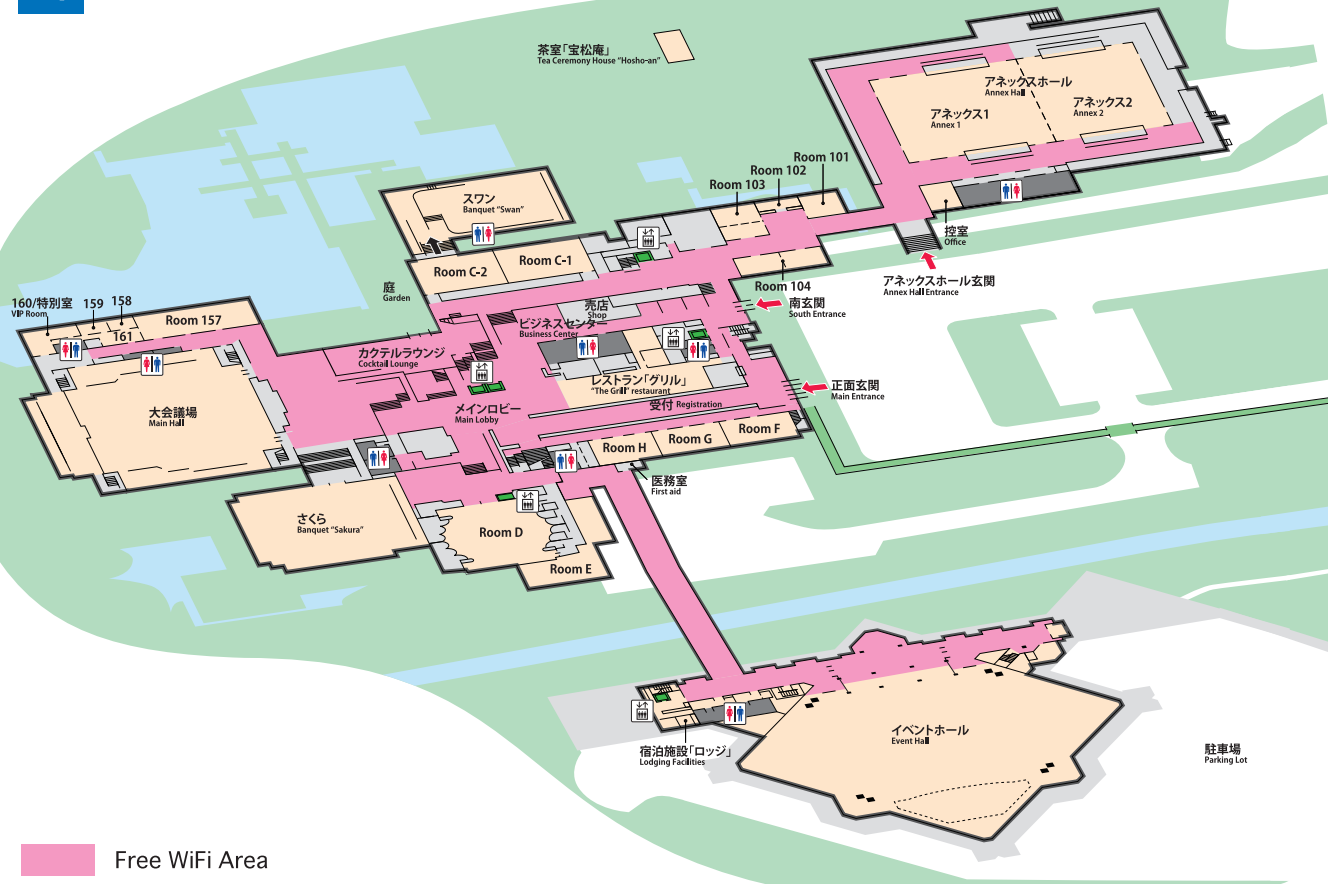 茶室「宝松庵」
Tea Ceremony House "Hosho-an"
アネックスホール
Annex Hall
アネックス1
Annex 1
アネックス2
Annex 2
Room 101
Room 102
Room 103
スワン
Banquet "Swan"
控室
Office
Room C-2
Room C-1
アネックスホール玄関
Annex Hall Entrance
庭
Garden
Room 104
160/特別室
VIP Room
159
158
Room 157
161
売店
Shop
南玄関
South Entrance
ビジネスセンター
Business Center
カクテルラウンジ
Cocktail Lounge
レストラン「グリル」
"The Grill" restaurant
正面玄関
Main Entrance
大会議場
Main Hall
メインロビー
Main Lobby
受付 Registration
Room H
Room G
Room F
医務室
First aid
さくら
Banquet "Sakura"
Room D
Room E
イベントホール
Event Hall
宿泊施設「ロッジ」
Lodging Facilities
駐車場
Parking Lot
Free WiFi Area